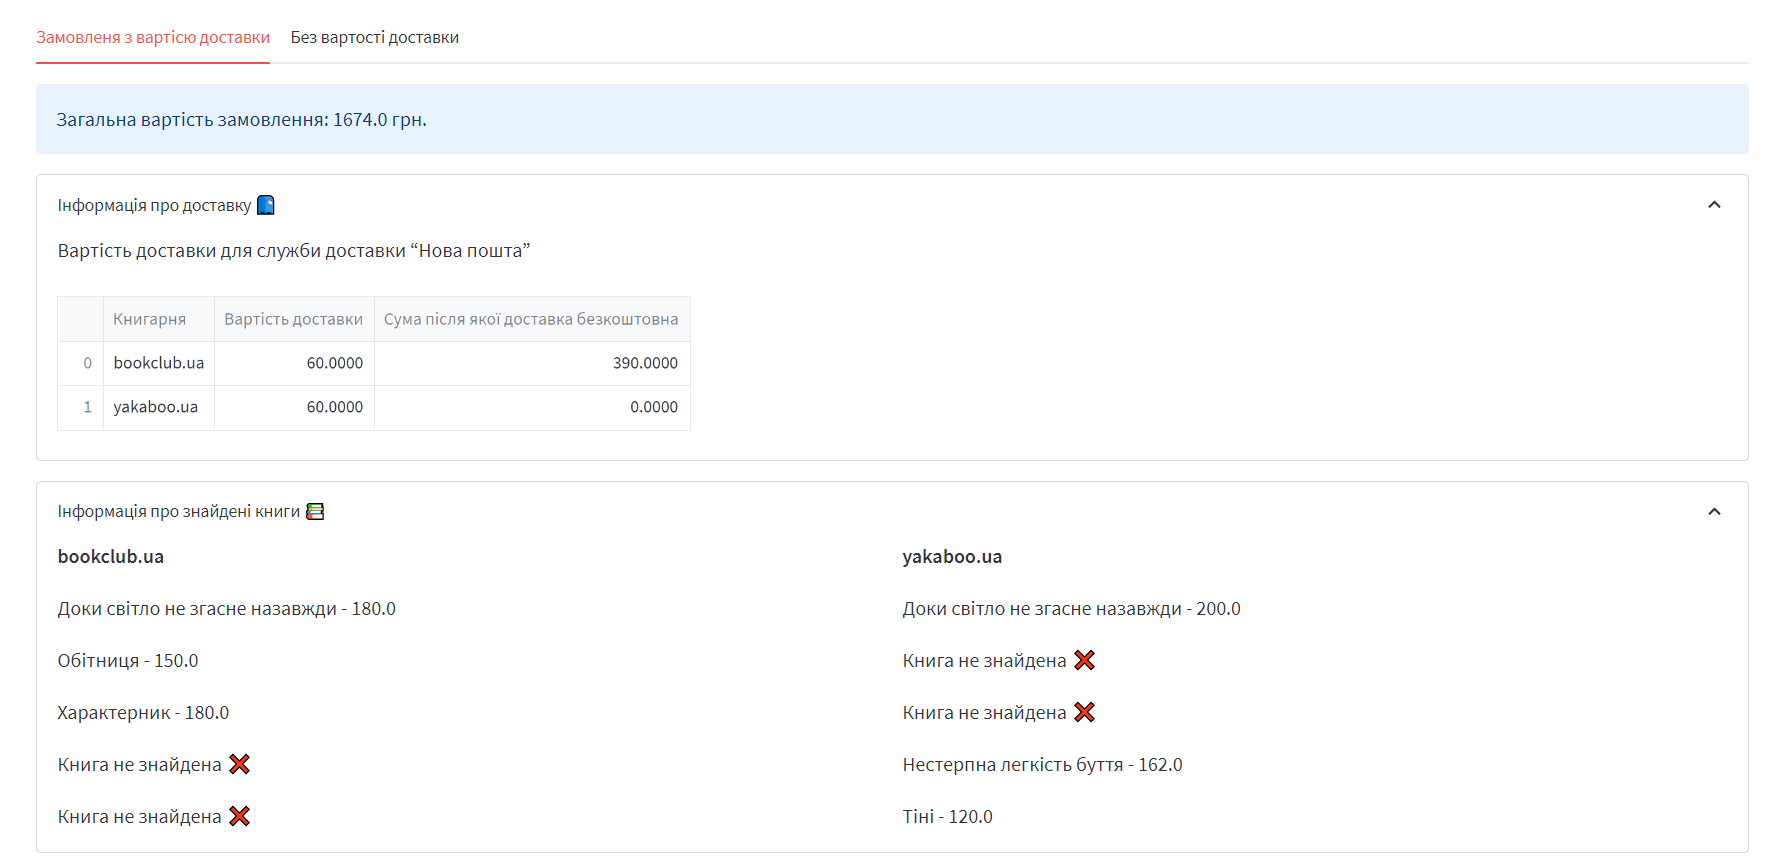 Замовленя з вартісю доставки Без вартості доставки
Загальна вартість замовлення: 1674.0 грн.
Інформація про доставку
Вартість доставки для служби доставки “Нова пошта”
Книгарня Вартість доставки Сума після якої доставка безкоштовна
0 bookclub.ua 60.0000 390.0000
1 yakaboo.ua 60.0000 0.0000
Інформація про знайдені книги
bookclub.ua
Доки світло не згасне назавжди - 180.0
Обітниця - 150.0
Характерник - 180.0
Книга не знайдена ❌
Книга не знайдена ❌
yakaboo.ua
Доки світло не згасне назавжди - 200.0
Книга не знайдена ❌
Книга не знайдена ❌
Нестерпна легкість буття - 162.0
Тіні - 120.0